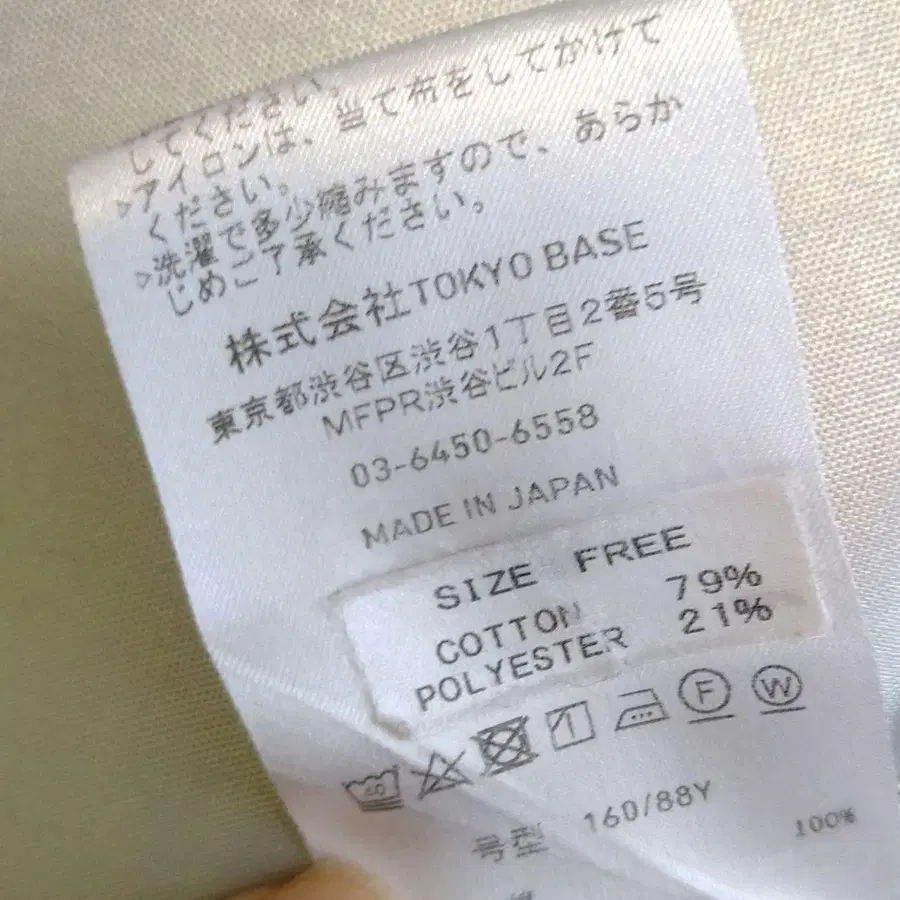 ください。
してください。
アイロンは、当て布をしてかけて
ください。
>洗濯で多少縮みますので、あらか
じめご了承ください。
株式会社TOKYO BASE
東京都渋谷区渋谷1丁目2番5号
MFPR渋谷ビル2F
03-6450-6558
MADE IN JAPAN
SIZE FREE
COTTON 79%
POLYESTER 21%
40
F
W
号型 160/88Y
100%